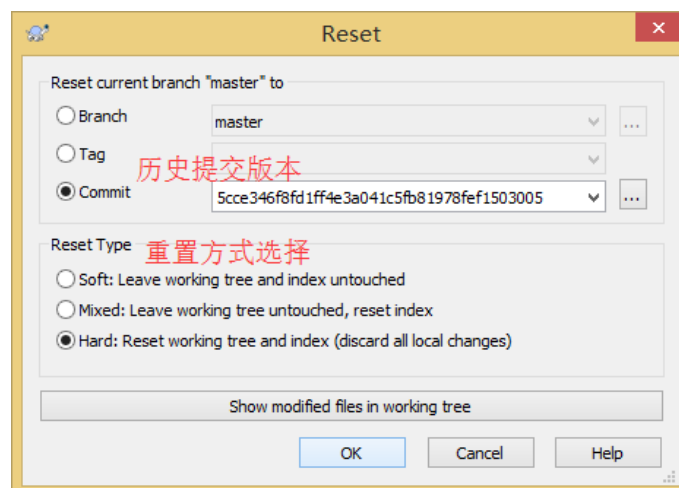 Reset
Reset current branch "master" to
Branch
master
...
Tag
历史提交版本
Commit
5cce346f8fd1ff4e3a041c5fb81978fef1503005
...
Reset Type
重置方式选择
Soft: Leave working tree and index untouched
Mixed: Leave working tree untouched, reset index
Hard: Reset working tree and index (discard all local changes)
Show modified files in working tree
OK
Cancel
Help